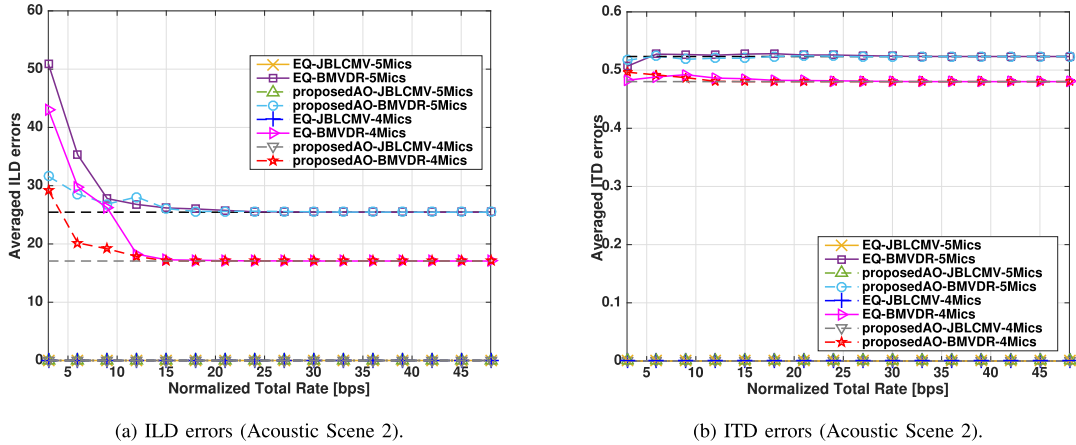 60
50
40
30
20
10
0
5
10
15
20
25
30
35
40
45
Averaged ILD errors
Normalized Total Rate [bps]
EQ-JBLCMV-5Mics
EQ-BMVDR-5Mics
proposedAO-JBLCMV-5Mics
proposedAO-BMVDR-5Mics
EQ-JBLCMV-4Mics
EQ-BMVDR-4Mics
proposedAO-JBLCMV-4Mics
proposedAO-BMVDR-4Mics
(a) ILD errors (Acoustic Scene 2).
0.6
0.5
0.4
0.3
0.2
0.1
0
5
10
15
20
25
30
35
40
45
Averaged ITD errors
Normalized Total Rate [bps]
EQ-JBLCMV-5Mics
EQ-BMVDR-5Mics
proposedAO-JBLCMV-5Mics
proposedAO-BMVDR-5Mics
EQ-JBLCMV-4Mics
EQ-BMVDR-4Mics
proposedAO-JBLCMV-4Mics
proposedAO-BMVDR-4Mics
(b) ITD errors (Acoustic Scene 2).